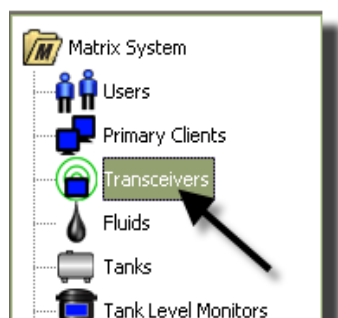 Matrix System
Users
Primary Clients
Transceivers
Fluids
Tanks
Tank Level Monitors